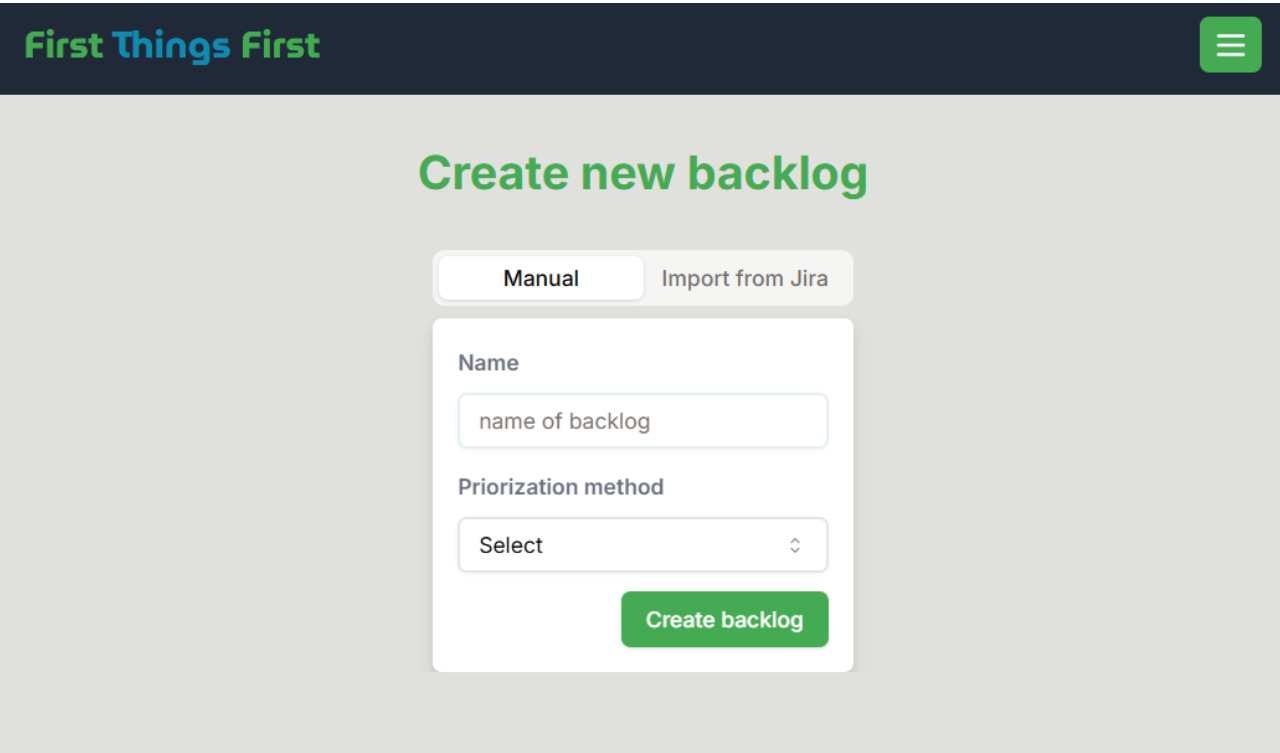 First Things First
Create new backlog
Manual Import from Jira
Name
name of backlog
Priorization method
Select
Create backlog